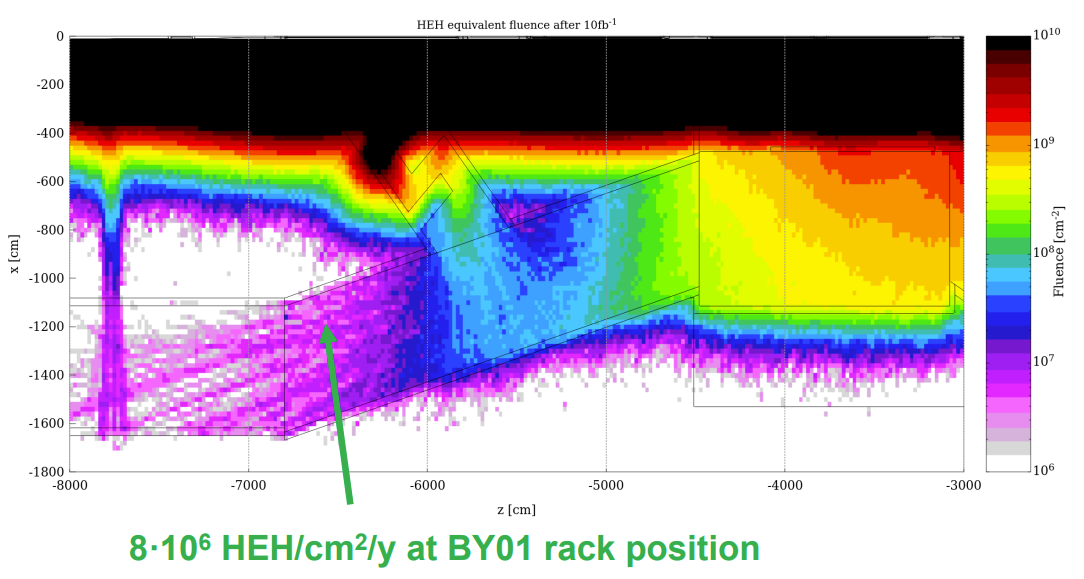 HEH equivalent fluence after 10fb⁻¹
0
-200
-400
-600
-800
-1000
-1200
-1400
-1600
-1800
x [cm]
-8000 -7000 -6000 -5000 -4000 -3000
z [cm]
10¹⁰
10⁹
10⁸
10⁷
10⁶
Fluence [cm⁻²]
8·10⁶ HEH/cm²/y at BY01 rack position